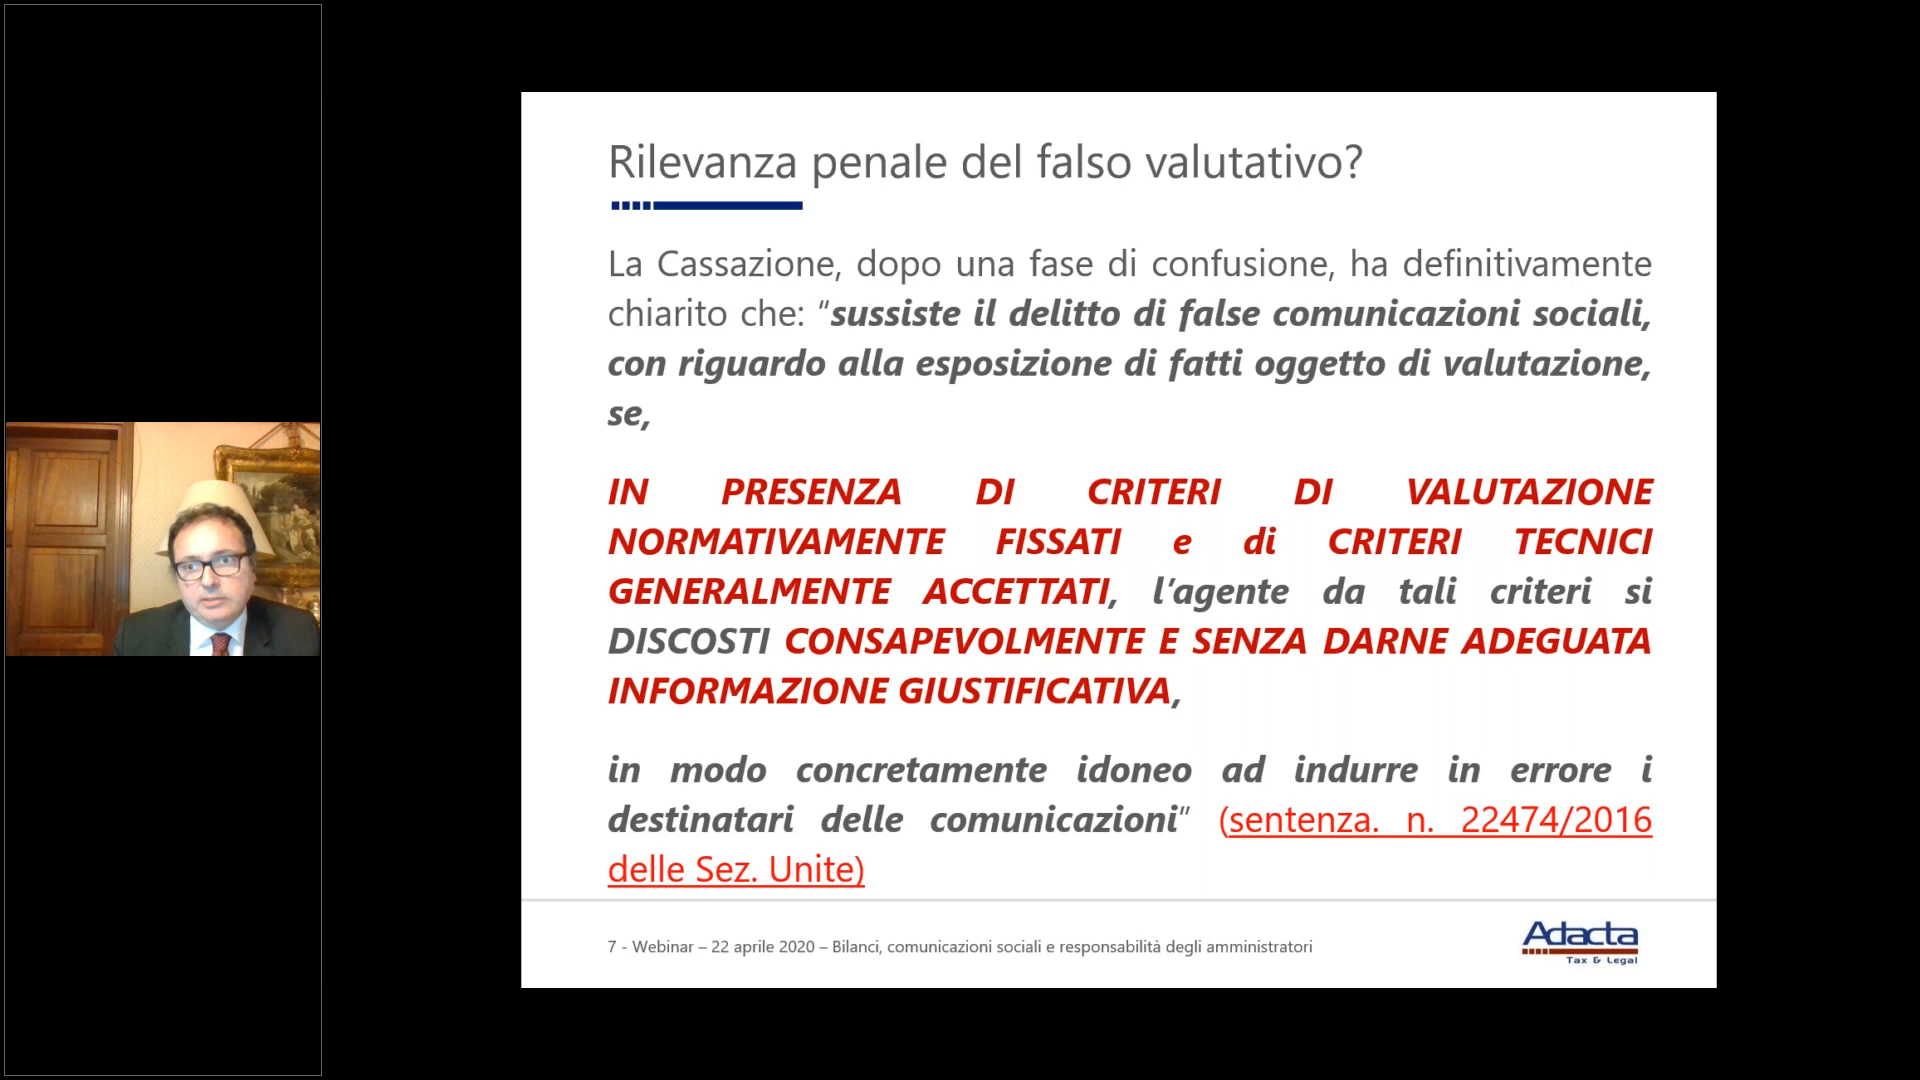 Rilevanza penale del falso valutativo?
La Cassazione, dopo una fase di confusione, ha definitivamente
chiarito che: “sussiste il delitto di false comunicazioni sociali,
con riguardo alla esposizione di fatti oggetto di valutazione,
se,
IN PRESENZA DI CRITERI DI VALUTAZIONE
NORMATIVAMENTE FISSATI e di CRITERI TECNICI
GENERALMENTE ACCETTATI, l’agente da tali criteri si
DISCOSTI CONSAPEVOLMENTE E SENZA DARNE ADEGUATA
INFORMAZIONE GIUSTIFICATIVA,
in modo concretamente idoneo ad indurre in errore i
destinatari delle comunicazioni” (sentenza. n. 22474/2016
delle Sez. Unite)
7 - Webinar – 22 aprile 2020 – Bilanci, comunicazioni sociali e responsabilità degli amministratori
Adacta
Tax & Legal